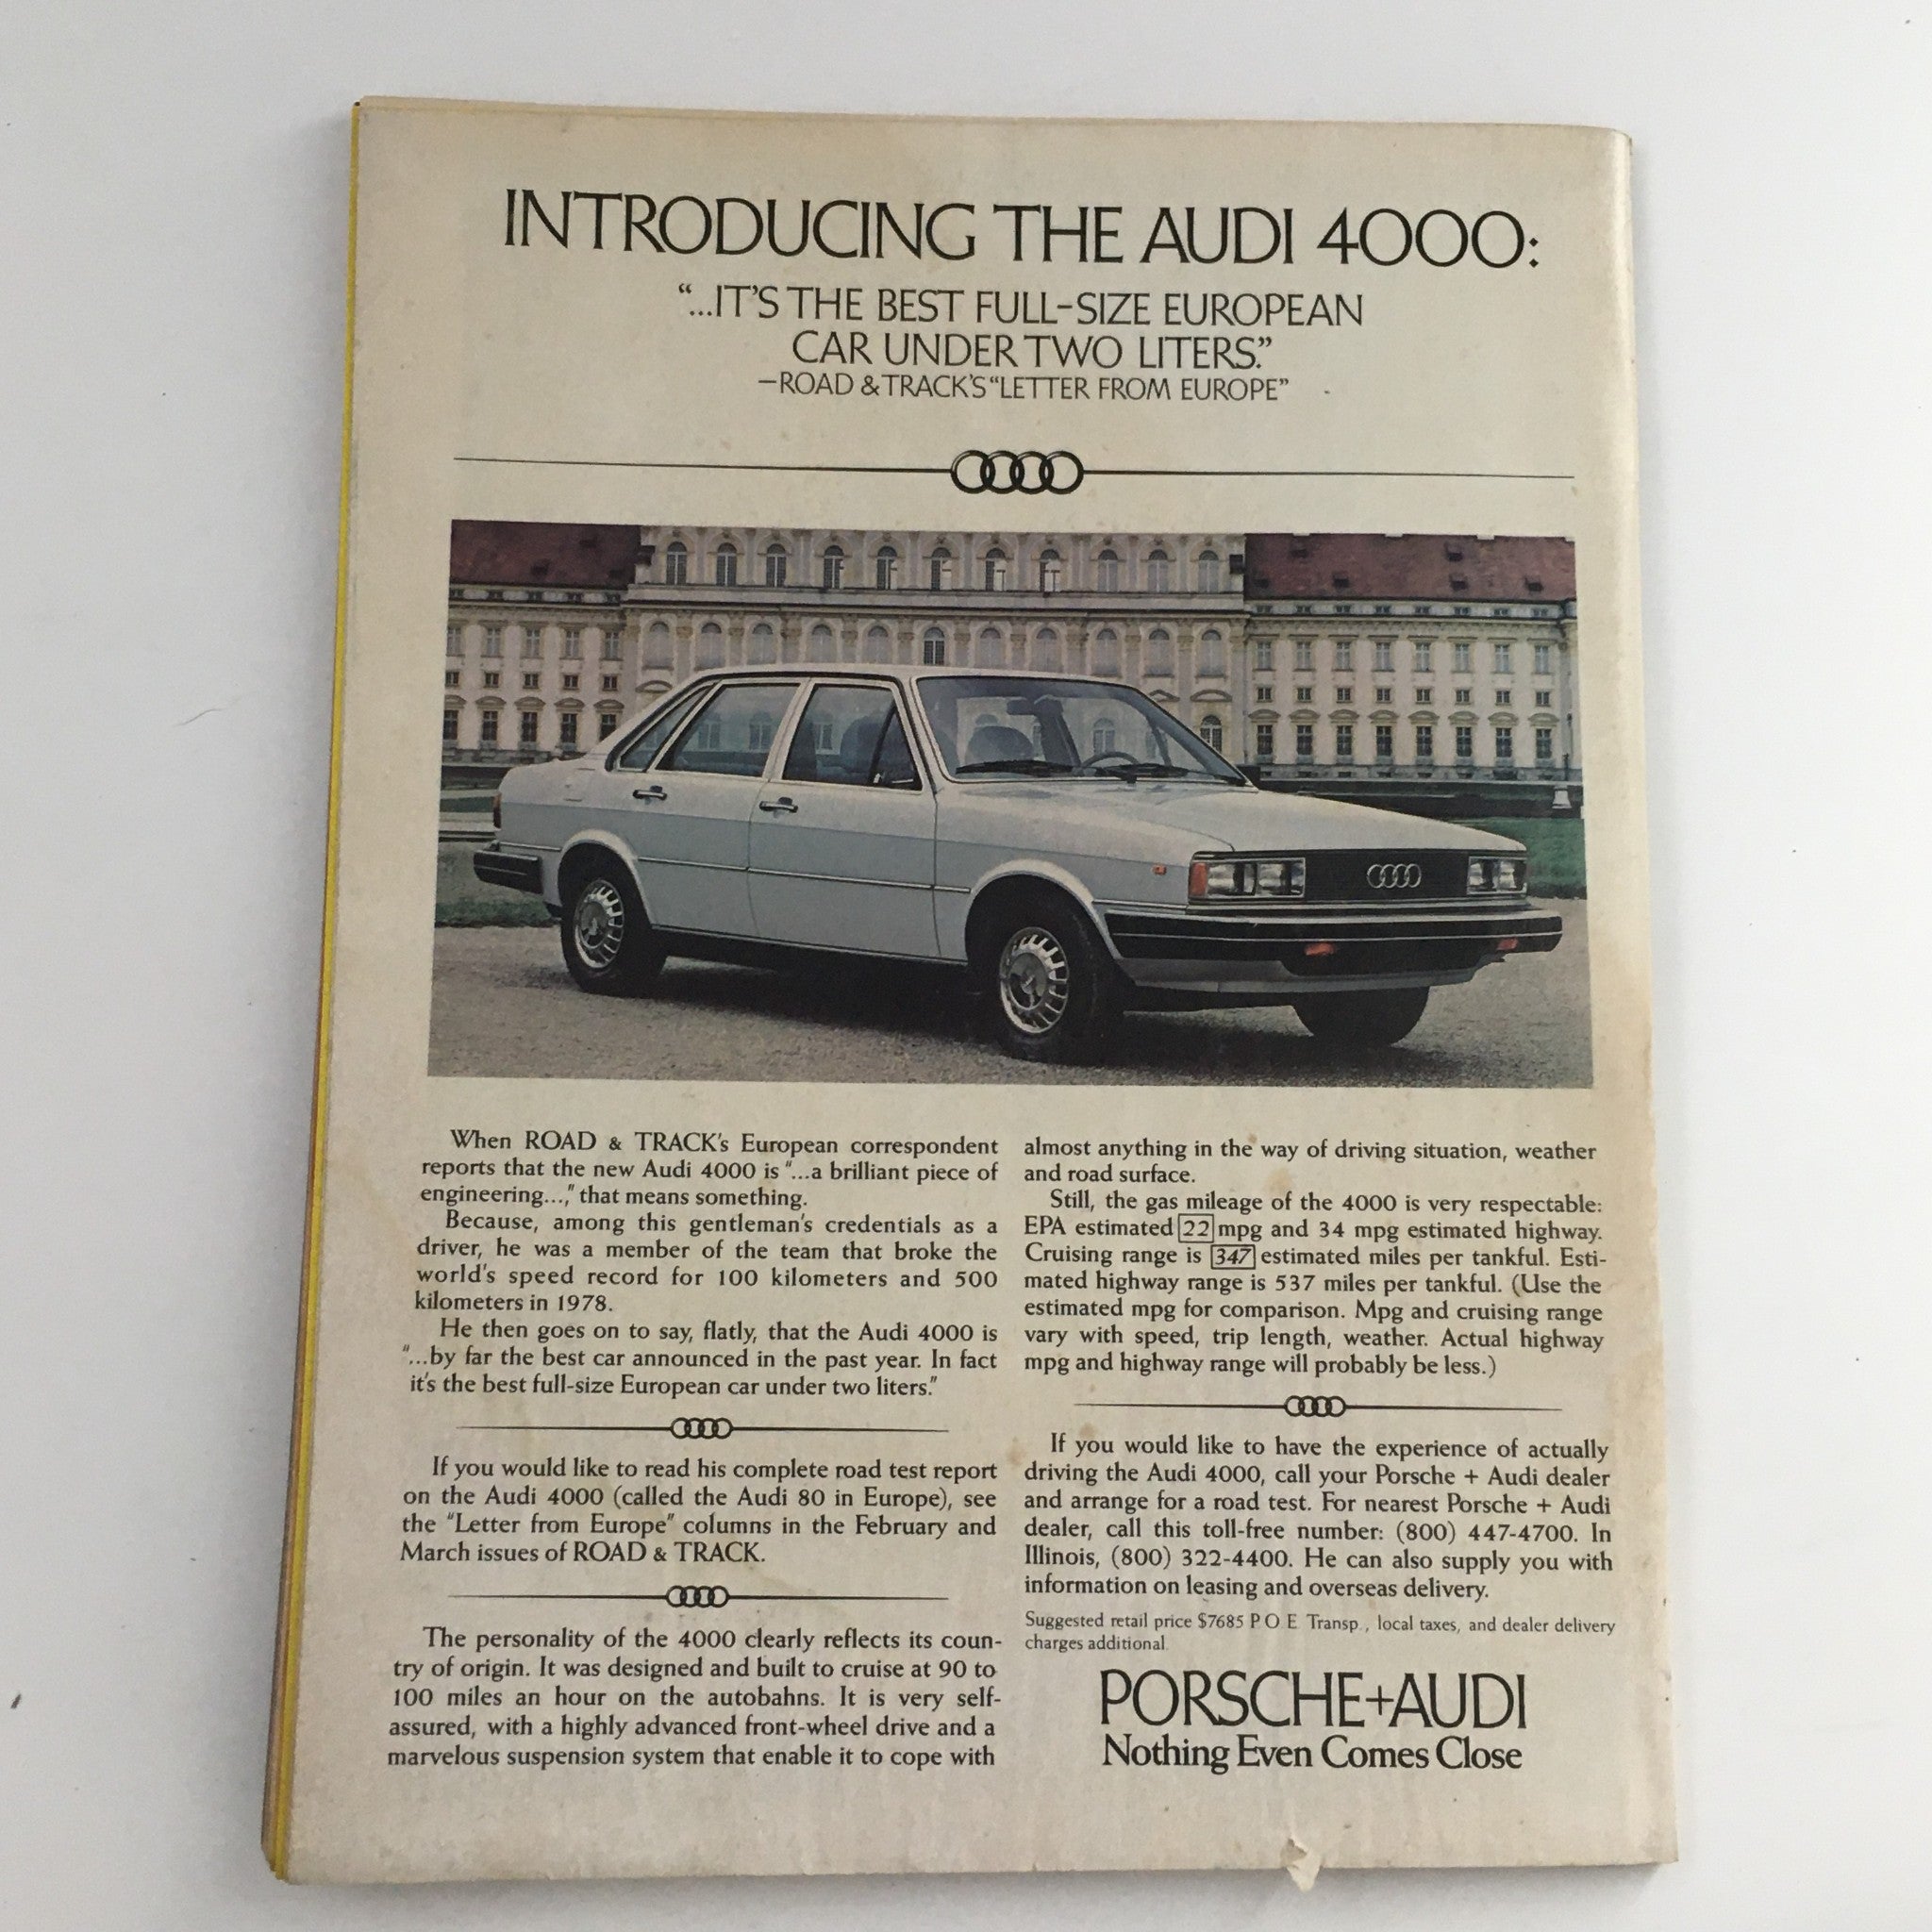 INTRODUCING THE AUDI 4000:
“...IT'S THE BEST FULL-SIZE EUROPEAN
CAR UNDER TWO LITERS.”
—ROAD & TRACK'S “LETTER FROM EUROPE”
When ROAD & TRACK's European correspondent
reports that the new Audi 4000 is “...a brilliant piece of
engineering...,” that means something.
Because, among this gentleman's credentials as a
driver, he was a member of the team that broke the
world's speed record for 100 kilometers and 500
kilometers in 1978.
He then goes on to say, flatly, that the Audi 4000 is
“...by far the best car announced in the past year. In fact
it's the best full-size European car under two liters.”
If you would like to read his complete road test report
on the Audi 4000 (called the Audi 80 in Europe), see
the “Letter from Europe” columns in the February and
March issues of ROAD & TRACK.
The personality of the 4000 clearly reflects its coun-
try of origin. It was designed and built to cruise at 90 to
100 miles an hour on the autobahns. It is very self-
assured, with a highly advanced front-wheel drive and a
marvelous suspension system that enable it to cope with
almost anything in the way of driving situation, weather
and road surface.
Still, the gas mileage of the 4000 is very respectable:
EPA estimated 22 mpg and 34 mpg estimated highway.
Cruising range is 347 estimated miles per tankful. Esti-
mated highway range is 537 miles per tankful. (Use the
estimated mpg for comparison. Mpg and cruising range
vary with speed, trip length, weather. Actual highway
mpg and highway range will probably be less.)
If you would like to have the experience of actually
driving the Audi 4000, call your Porsche + Audi dealer
and arrange for a road test. For nearest Porsche + Audi
dealer, call this toll-free number: (800) 447-4700. In
Illinois, (800) 322-4400. He can also supply you with
information on leasing and overseas delivery.
Suggested retail price $7685 P.O.E. Transp., local taxes, and dealer delivery
charges additional.
PORSCHE+AUDI
Nothing Even Comes Close